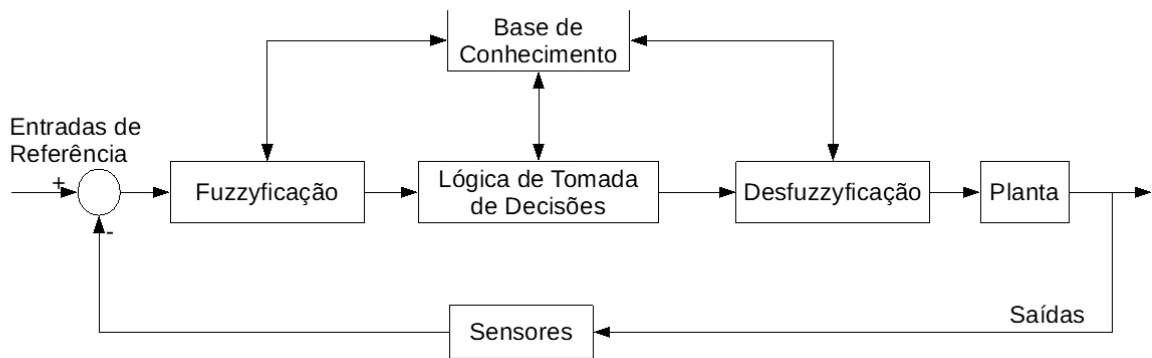 Base de
Conhecimento
Entradas de
Referência
+
Fuzzyficação
Lógica de Tomada
de Decisões
Desfuzzyficação
Planta
-
Saídas
Sensores